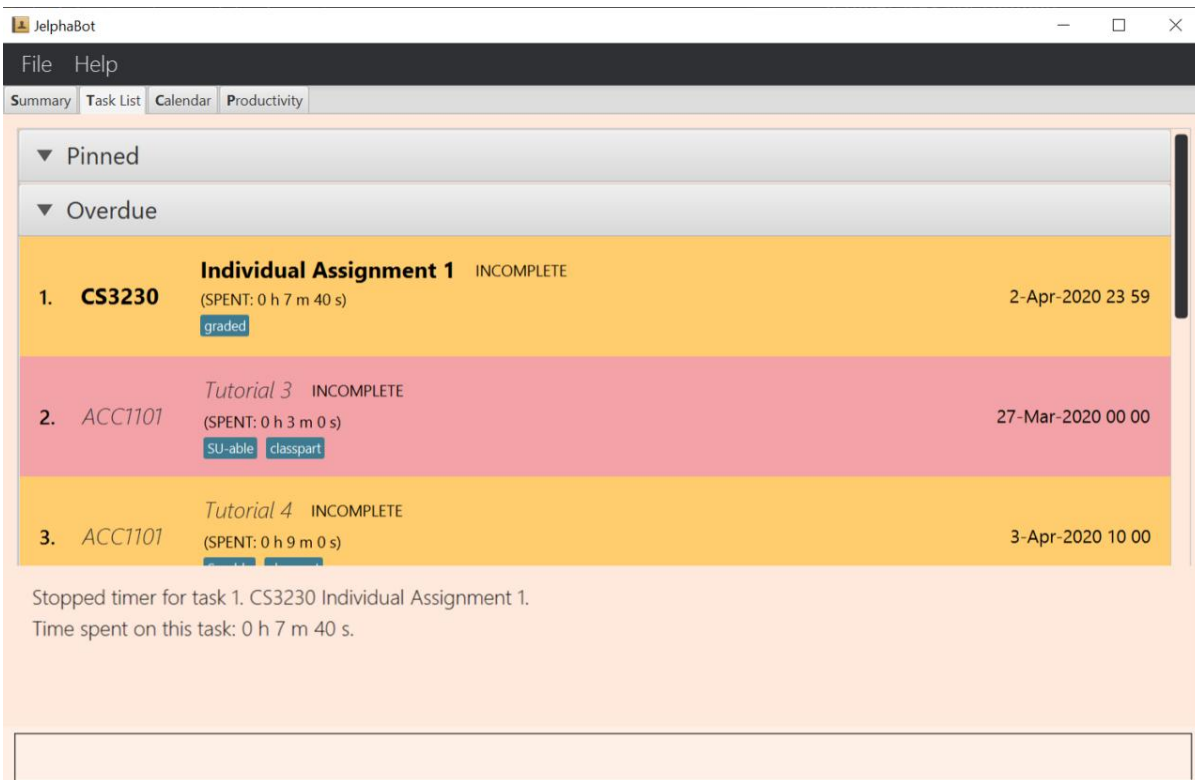 JelphaBot
File Help
Summary Task List Calendar Productivity
Pinned
Overdue
1. CS3230 Individual Assignment 1 INCOMPLETE 2-Apr-2020 23 59
(SPENT: 0 h 7 m 40 s)
graded
2. ACC1101 Tutorial 3 INCOMPLETE 27-Mar-2020 00 00
(SPENT: 0 h 3 m 0 s)
SU-able classpart
3. ACC1101 Tutorial 4 INCOMPLETE 3-Apr-2020 10 00
(SPENT: 0 h 9 m 0 s)
Stopped timer for task 1. CS3230 Individual Assignment 1.
Time spent on this task: 0 h 7 m 40 s.